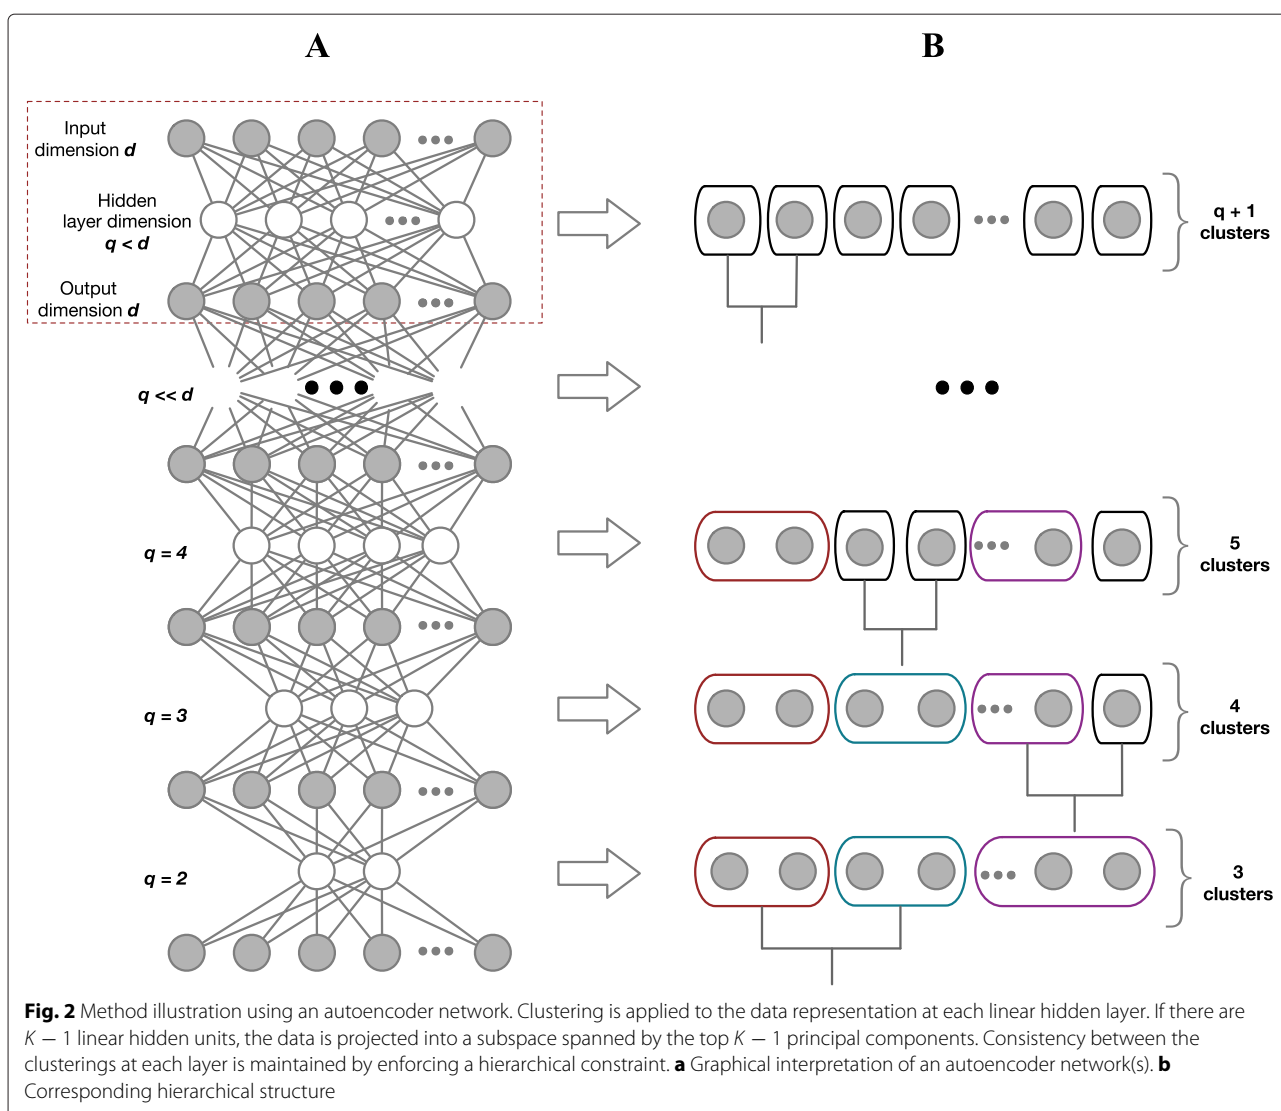 A
B
Input
dimension d
Hidden
layer dimension
q < d
Output
dimension d
q + 1
clusters
q << d
q = 4
5
clusters
q = 3
4
clusters
q = 2
3
clusters
Fig. 2 Method illustration using an autoencoder network. Clustering is applied to the data representation at each linear hidden layer. If there are
K − 1 linear hidden units, the data is projected into a subspace spanned by the top K − 1 principal components. Consistency between the
clusterings at each layer is maintained by enforcing a hierarchical constraint. a Graphical interpretation of an autoencoder network(s). b
Corresponding hierarchical structure